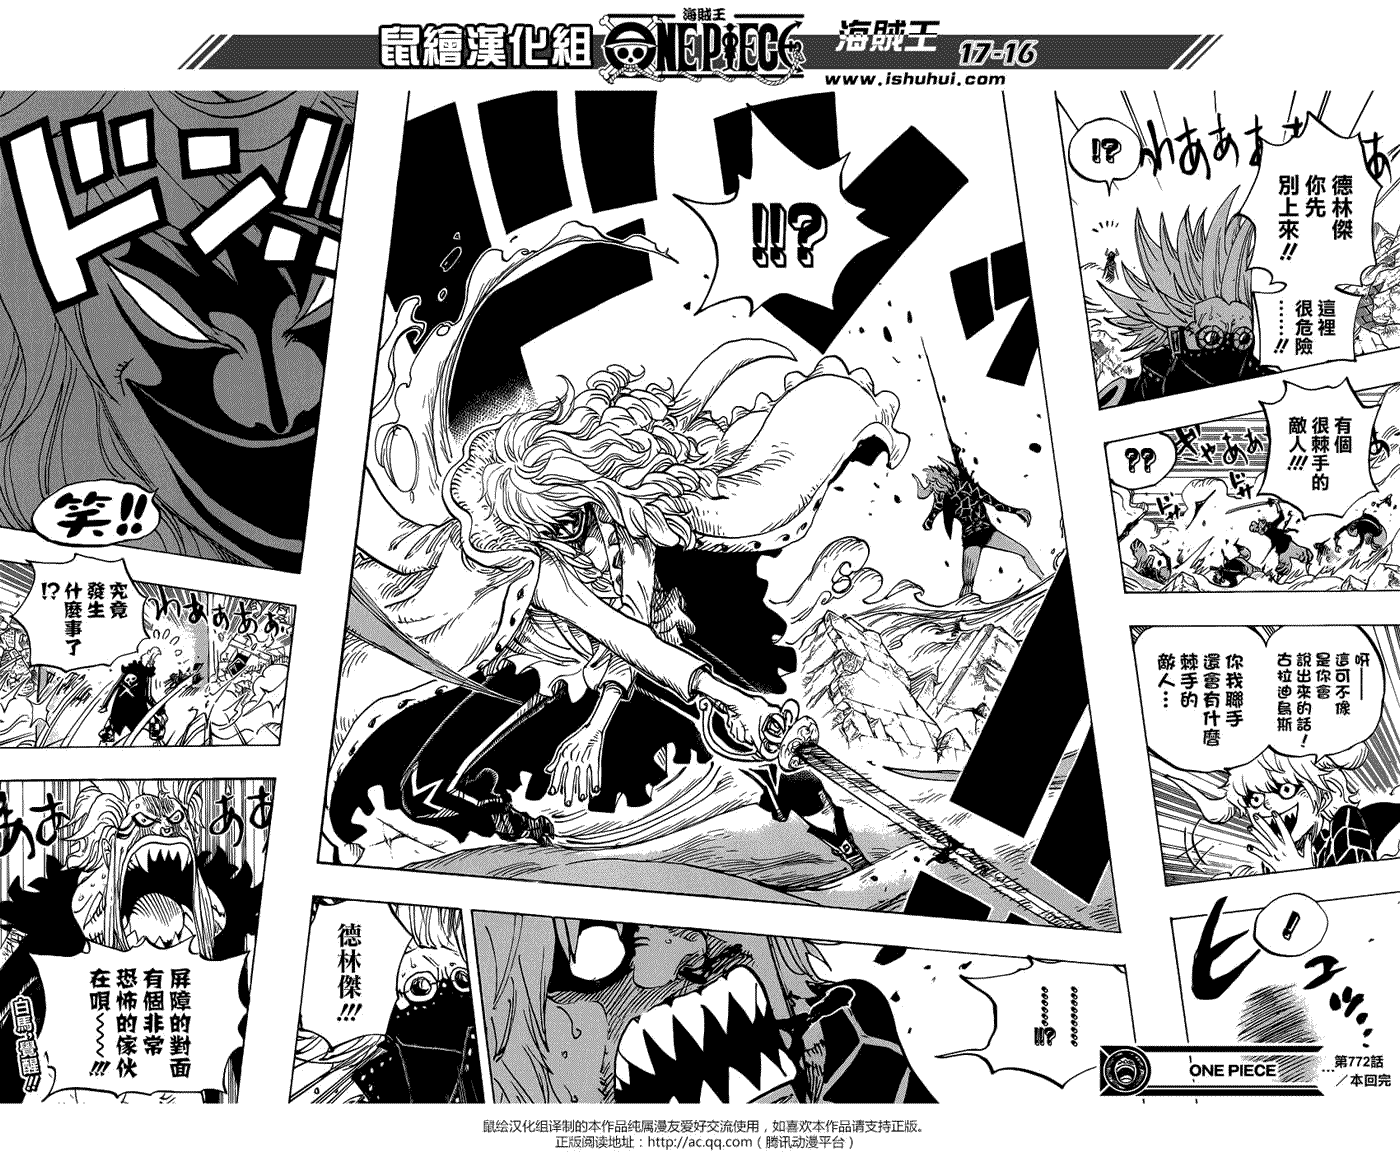 鼠繪漢化組
海賊王
ONE PIECE
海賊王
17-16
www.ishuhui.com
わぁぁぁ
德林傑
你先
別上來!!
這裡
很危險
……!!
!?
有個
很棘手的
敵人!!!
ぎゃああ
??
ドサ
ドサ
呀——
這可不像
是你會
說出來的話!
古拉迪烏斯
你我聯手
還會有什麼
棘手的
敵人…
!
ヒュッ…
!!?
………
!!?
德林傑!!!
ドン!!
笑!!
究竟
發生
什麼事了
!?
わあぁぁぁ
ああ
ああ
屏障的對面
有個非常
恐怖的傢伙
在唄~~~!!!
白馬、覺醒!!
ONE PIECE
第772話
…／本回完
鼠绘汉化组译制的本作品纯属漫友爱好交流使用，如喜欢本作品请支持正版。
正版阅读地址：http://ac.qq.com（腾讯动漫平台）